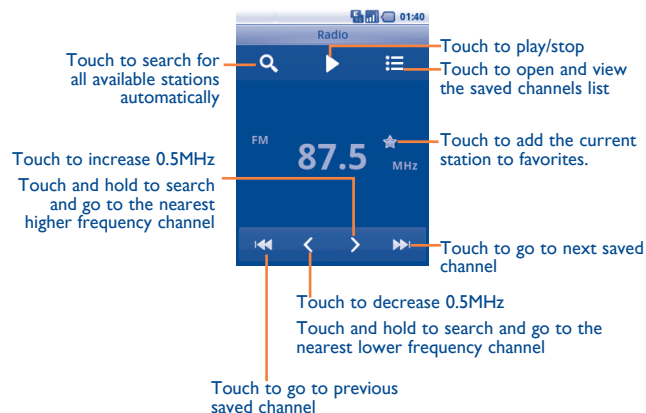 01:40
Radio
Touch to search for
all available stations
automatically
Touch to play/stop
Touch to open and view
the saved channels list
FM
87.5
MHz
Touch to add the current
station to favorites.
Touch to increase 0.5MHz
Touch and hold to search
and go to the nearest
higher frequency channel
Touch to go to next saved
channel
Touch to decrease 0.5MHz
Touch and hold to search and go to the
nearest lower frequency channel
Touch to go to previous
saved channel